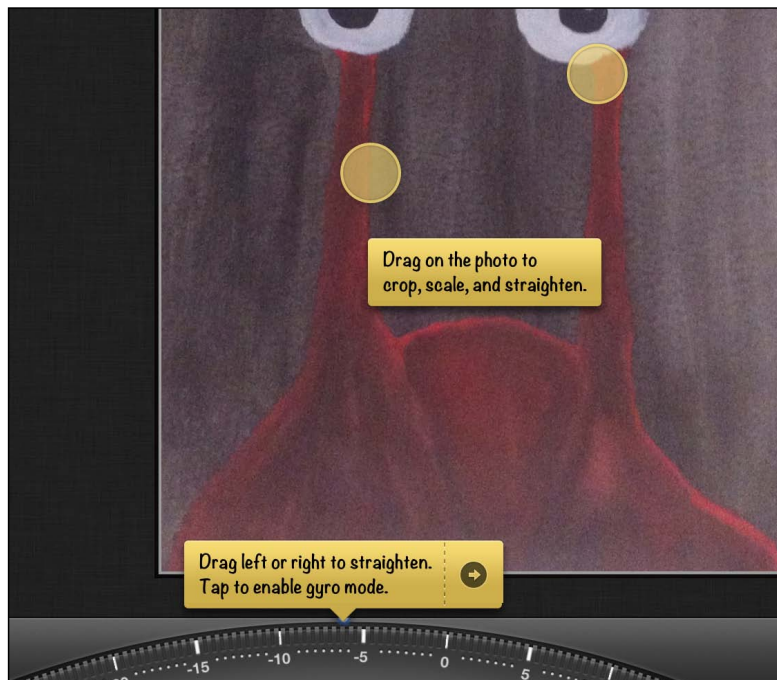 Drag on the photo to
crop, scale, and straighten.
Drag left or right to straighten.
Tap to enable gyro mode.
-15
-10
-5
0
5